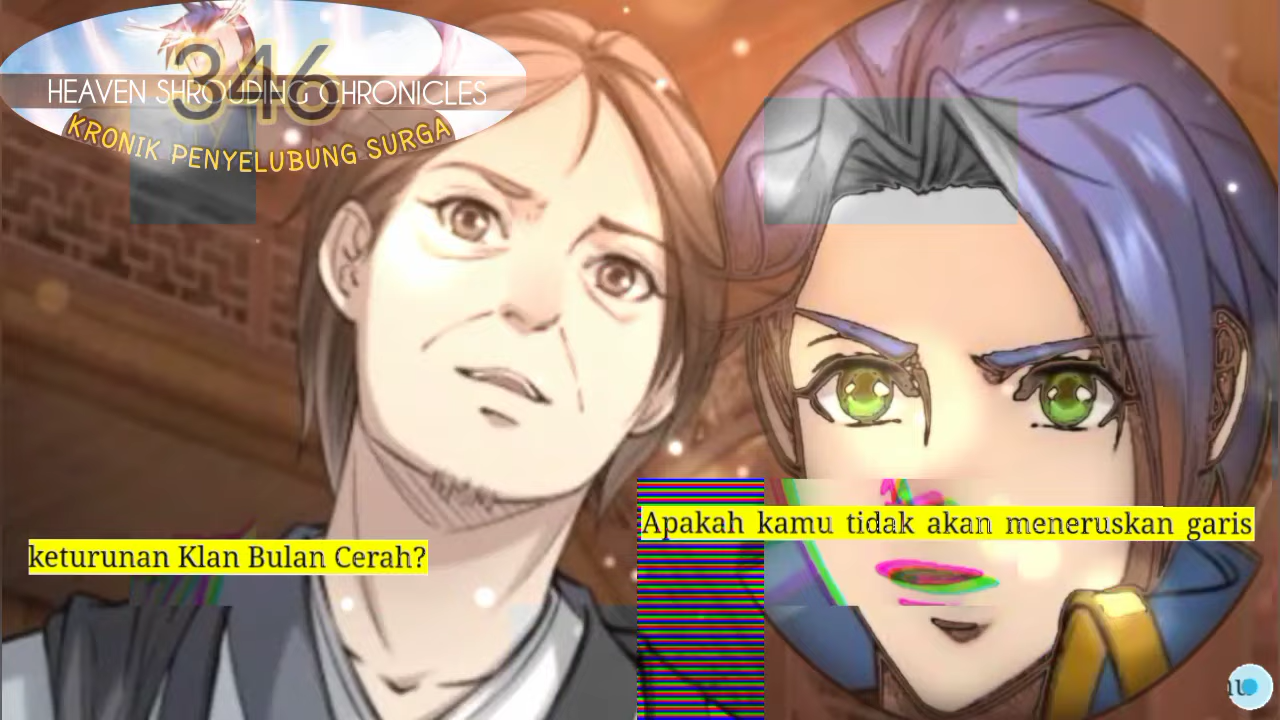 346
HEAVEN SHROUDING CHRONICLES
KRONIK PENYELUBUNG SURGA
Apakah kamu tidak akan meneruskan garis
keturunan Klan Bulan Cerah?